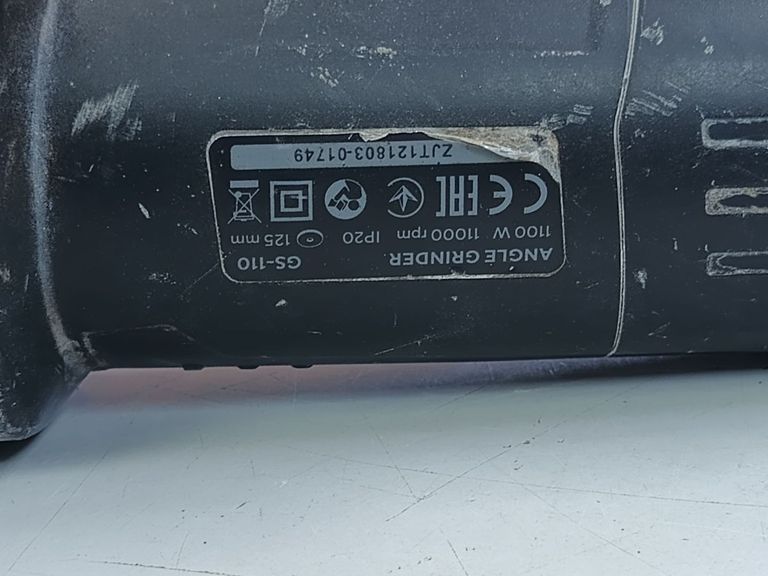 ANGLE GRINDER GS-110
1100 W 11000 rpm IP20 125 mm
CE EAC
ZJT121803-01749